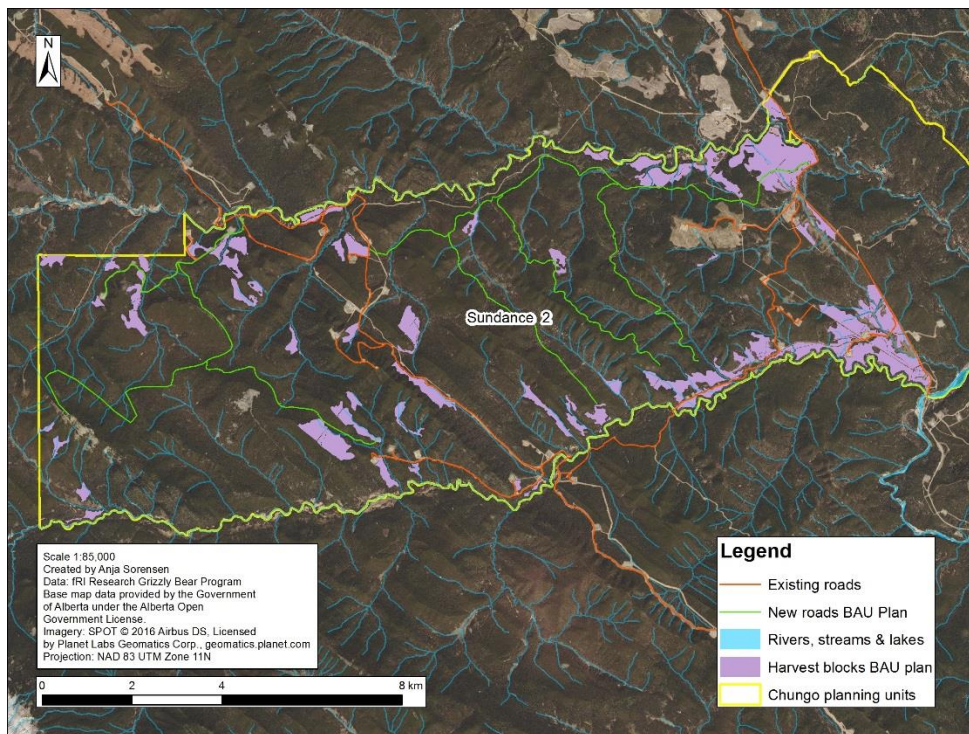 N
Sundance 2
Scale 1:85,000
Created by Anja Sorensen
Data: fRI Research Grizzly Bear Program
Base map data provided by the Government
of Alberta under the Alberta Open
Government License.
Imagery: SPOT © 2016 Airbus DS, Licensed
by Planet Labs Geomatics Corp., geomatics.planet.com
Projection: NAD 83 UTM Zone 11N
0 2 4 8 km
Legend
Existing roads
New roads BAU Plan
Rivers, streams & lakes
Harvest blocks BAU plan
Chungo planning units